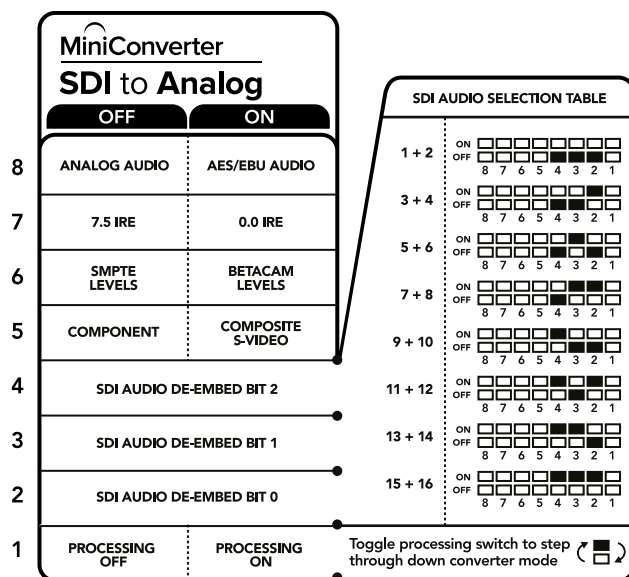 MiniConverter
SDI to Analog
OFF ON
8 ANALOG AUDIO AES/EBU AUDIO
7 7.5 IRE 0.0 IRE
6 SMPTE LEVELS BETACAM LEVELS
5 COMPONENT COMPOSITE S-VIDEO
4 SDI AUDIO DE-EMBED BIT 2
3 SDI AUDIO DE-EMBED BIT 1
2 SDI AUDIO DE-EMBED BIT 0
1 PROCESSING OFF PROCESSING ON
SDI AUDIO SELECTION TABLE
1 + 2
ON
OFF
8 7 6 5 4 3 2 1
3 + 4
ON
OFF
8 7 6 5 4 3 2 1
5 + 6
ON
OFF
8 7 6 5 4 3 2 1
7 + 8
ON
OFF
8 7 6 5 4 3 2 1
9 + 10
ON
OFF
8 7 6 5 4 3 2 1
11 + 12
ON
OFF
8 7 6 5 4 3 2 1
13 + 14
ON
OFF
8 7 6 5 4 3 2 1
15 + 16
ON
OFF
8 7 6 5 4 3 2 1
Toggle processing switch to step
through down converter mode